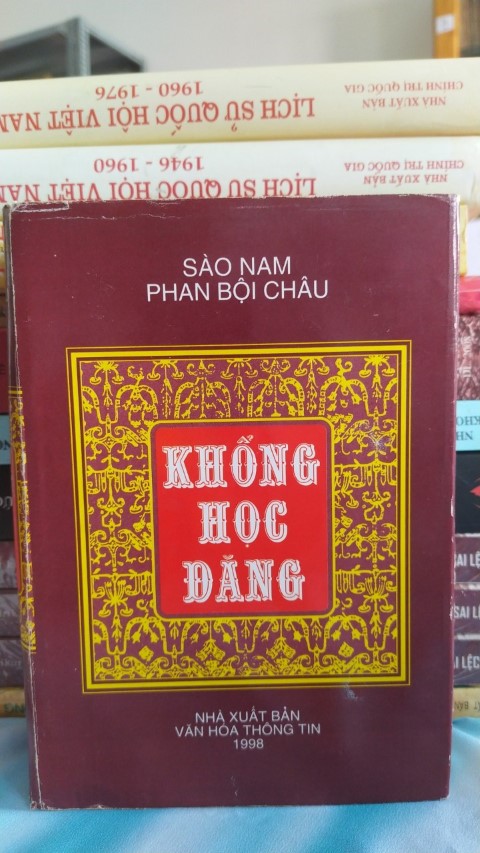 LỊCH SỬ QUỐC HỘI VIỆT NAM
1960 - 1976
NHÀ XUẤT BẢN
CHÍNH TRỊ QUỐC GIA
LỊCH SỬ QUỐC HỘI VIỆT NAM
1946 - 1960
NHÀ XUẤT BẢN
CHÍNH TRỊ QUỐC GIA
SÀO NAM
PHAN BỘI CHÂU
KHỔNG
HỌC
ĐĂNG
NHÀ XUẤT BẢN
VĂN HÓA THÔNG TIN
1998